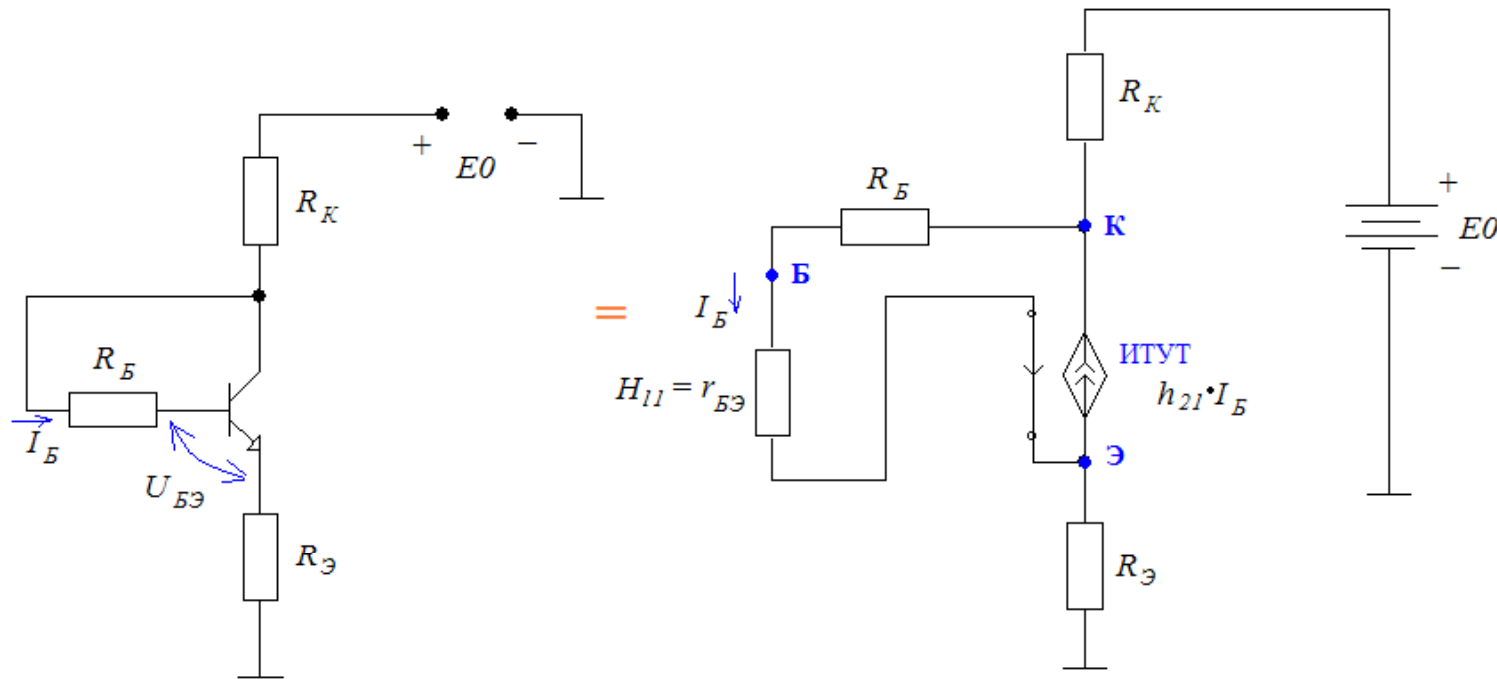 + −
E0
R К
R Б
I Б
U БЭ
R Э
=
R К
R Б
К
Б
I Б
H11 = rБЭ
ИТУТ
h21•IБ
Э
R Э
+
E0
−